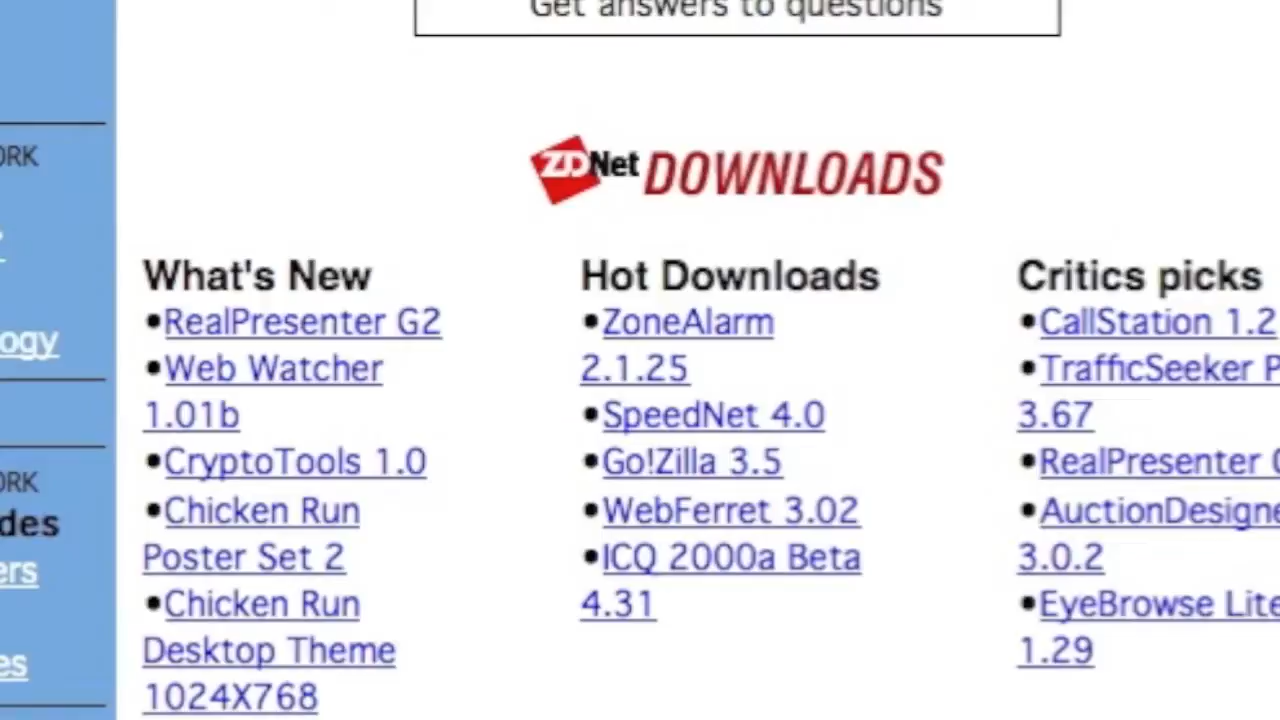 Get answers to questions
ORK
ogy
ORK
des
ers
es
ZDNet DOWNLOADS
What's New
•RealPresenter G2
•Web Watcher
1.01b
•CryptoTools 1.0
•Chicken Run
Poster Set 2
•Chicken Run
Desktop Theme
1024X768
Hot Downloads
•ZoneAlarm
2.1.25
•SpeedNet 4.0
•Go!Zilla 3.5
•WebFerret 3.02
•ICQ 2000a Beta
4.31
Critics picks
•CallStation 1.2
•TrafficSeeker P
3.67
•RealPresenter
•AuctionDesigne
3.0.2
•EyeBrowse Lite
1.29